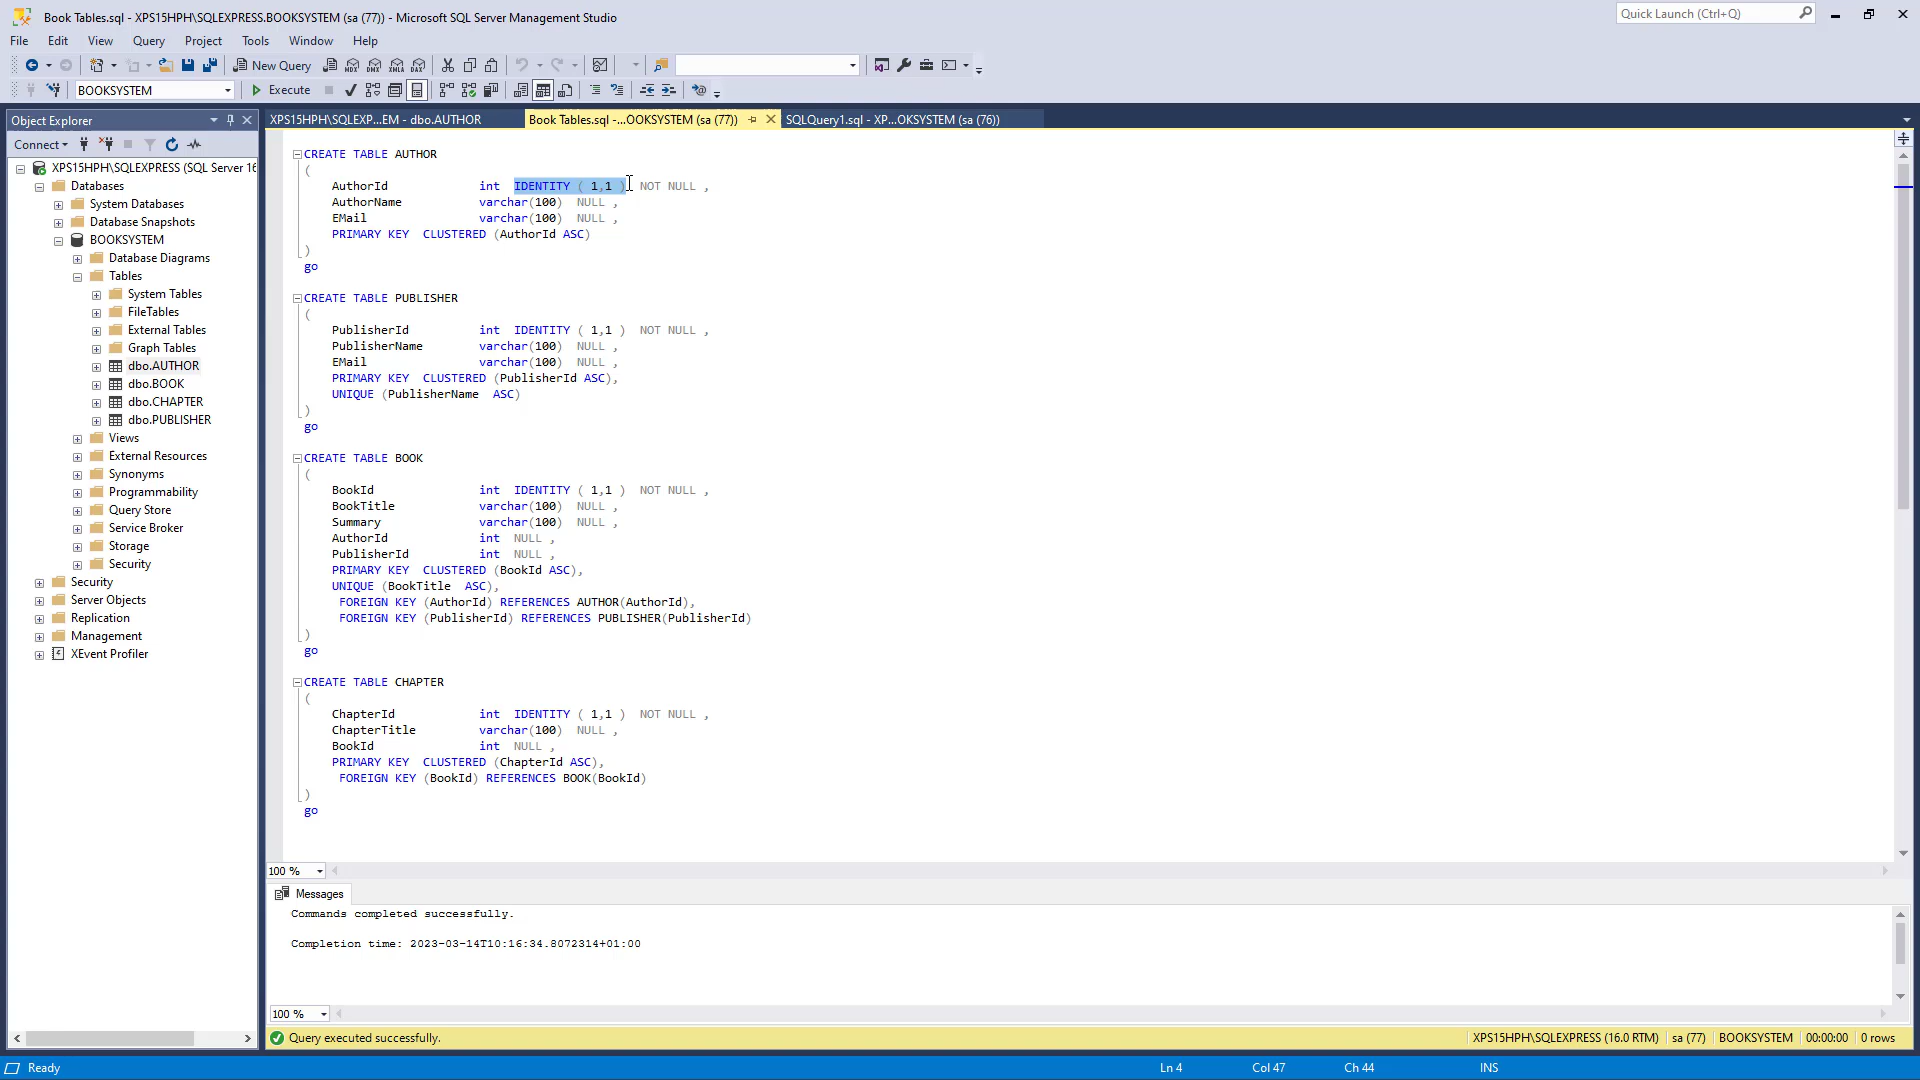 Book Tables.sql - XPS15HPH\SQLEXPRESS.BOOKSYSTEM (sa (77)) - Microsoft SQL Server Management Studio
Quick Launch (Ctrl+Q)
File Edit View Query Project Tools Window Help
New Query MDX DMX XMLA DAX
BOOKSYSTEM Execute
Object Explorer
XPS15HPH\SQLEXP...EM - dbo.AUTHOR
Book Tables.sql -...OOKSYSTEM (sa (77))
SQLQuery1.sql - XP...OKSYSTEM (sa (76))
Connect
XPS15HPH\SQLEXPRESS (SQL Server 16
Databases
System Databases
Database Snapshots
BOOKSYSTEM
Database Diagrams
Tables
System Tables
FileTables
External Tables
Graph Tables
dbo.AUTHOR
dbo.BOOK
dbo.CHAPTER
dbo.PUBLISHER
Views
External Resources
Synonyms
Programmability
Query Store
Service Broker
Storage
Security
Security
Server Objects
Replication
Management
XEvent Profiler
CREATE TABLE AUTHOR
(
AuthorId int IDENTITY ( 1,1 ) NOT NULL ,
AuthorName varchar(100) NULL ,
EMail varchar(100) NULL ,
PRIMARY KEY CLUSTERED (AuthorId ASC)
)
go
CREATE TABLE PUBLISHER
(
PublisherId int IDENTITY ( 1,1 ) NOT NULL ,
PublisherName varchar(100) NULL ,
EMail varchar(100) NULL ,
PRIMARY KEY CLUSTERED (PublisherId ASC),
UNIQUE (PublisherName ASC)
)
go
CREATE TABLE BOOK
(
BookId int IDENTITY ( 1,1 ) NOT NULL ,
BookTitle varchar(100) NULL ,
Summary varchar(100) NULL ,
AuthorId int NULL ,
PublisherId int NULL ,
PRIMARY KEY CLUSTERED (BookId ASC),
UNIQUE (BookTitle ASC),
FOREIGN KEY (AuthorId) REFERENCES AUTHOR(AuthorId),
FOREIGN KEY (PublisherId) REFERENCES PUBLISHER(PublisherId)
)
go
CREATE TABLE CHAPTER
(
ChapterId int IDENTITY ( 1,1 ) NOT NULL ,
ChapterTitle varchar(100) NULL ,
BookId int NULL ,
PRIMARY KEY CLUSTERED (ChapterId ASC),
FOREIGN KEY (BookId) REFERENCES BOOK(BookId)
)
go
100 %
Messages
Commands completed successfully.
Completion time: 2023-03-14T10:16:34.8072314+01:00
100 %
Query executed successfully. XPS15HPH\SQLEXPRESS (16.0 RTM) sa (77) BOOKSYSTEM 00:00:00 0 rows
Ready Ln 4 Col 47 Ch 44 INS